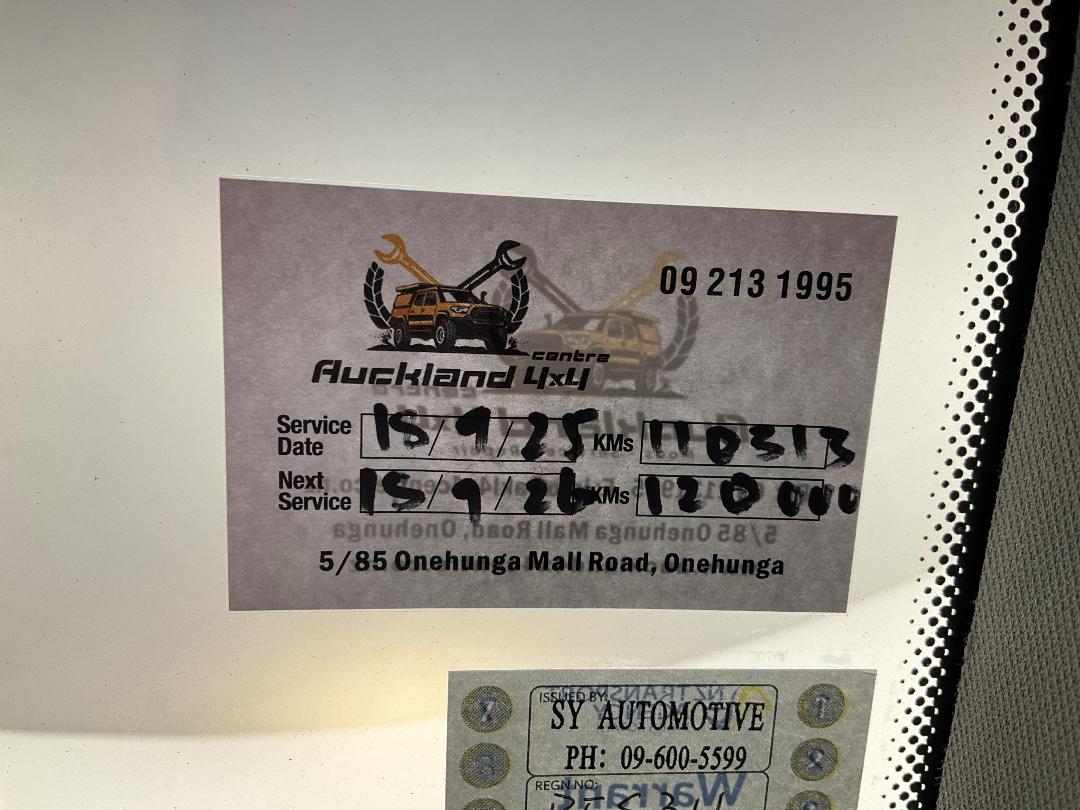 09 213 1995
centre
Auckland 4x4
Service Date 15/9/25 KMs 110313
Next Service 15/9/26 KMs 120000
5/85 Onehunga Mall Road, Onehunga
ISSUED BY:
SY AUTOMOTIVE
PH: 09-600-5599
REGN.NO:
Warrant